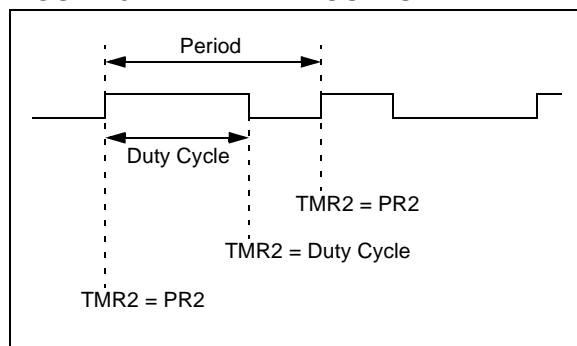 Period
Duty Cycle
TMR2 = PR2
TMR2 = Duty Cycle
TMR2 = PR2